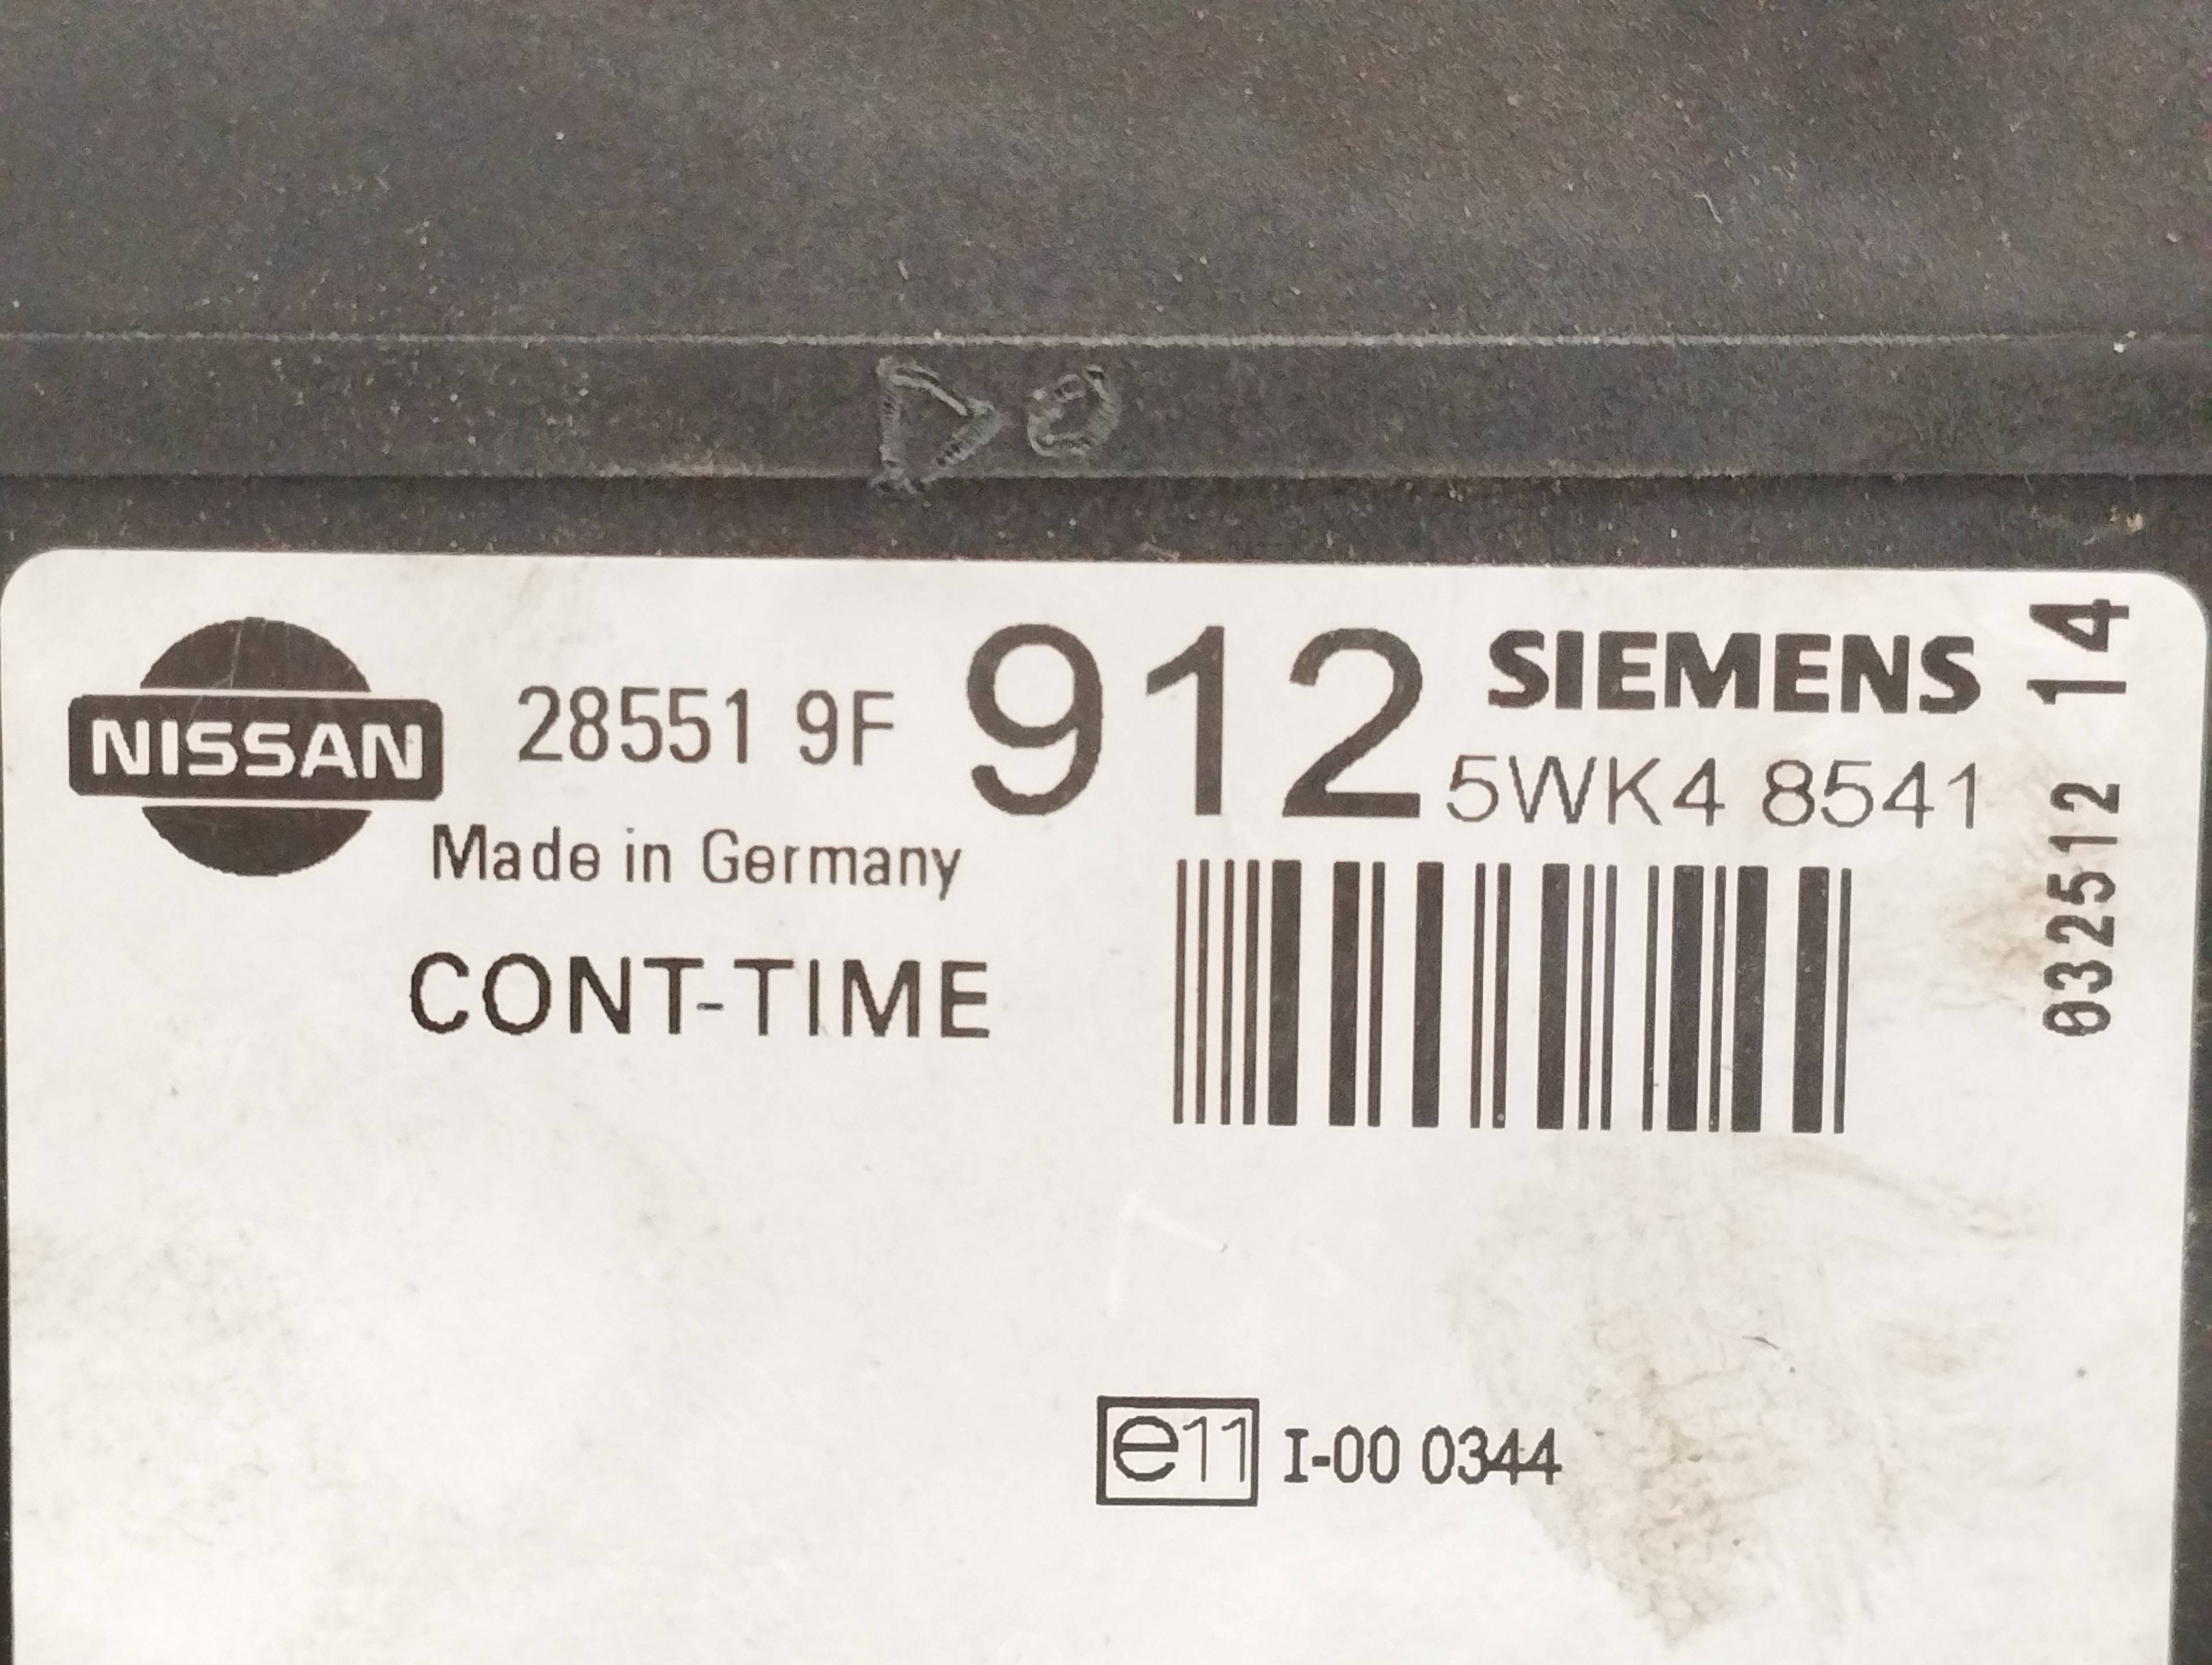 NISSAN
28551 9F 912
SIEMENS
5WK4 8541
Made in Germany
CONT-TIME
032512 14
e11 I-00 0344